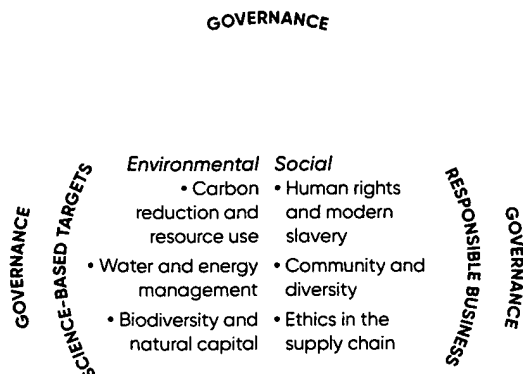 GOVERNANCE
Environmental Social
• Carbon
reduction and
resource use
• Water and energy
management
• Biodiversity and
natural capital
• Human rights
and modern
slavery
• Community and
diversity
• Ethics in the
supply chain
GOVERNANCE
SCIENCE-BASED TARGETS
RESPONSIBLE BUSINESS
GOVERNANCE